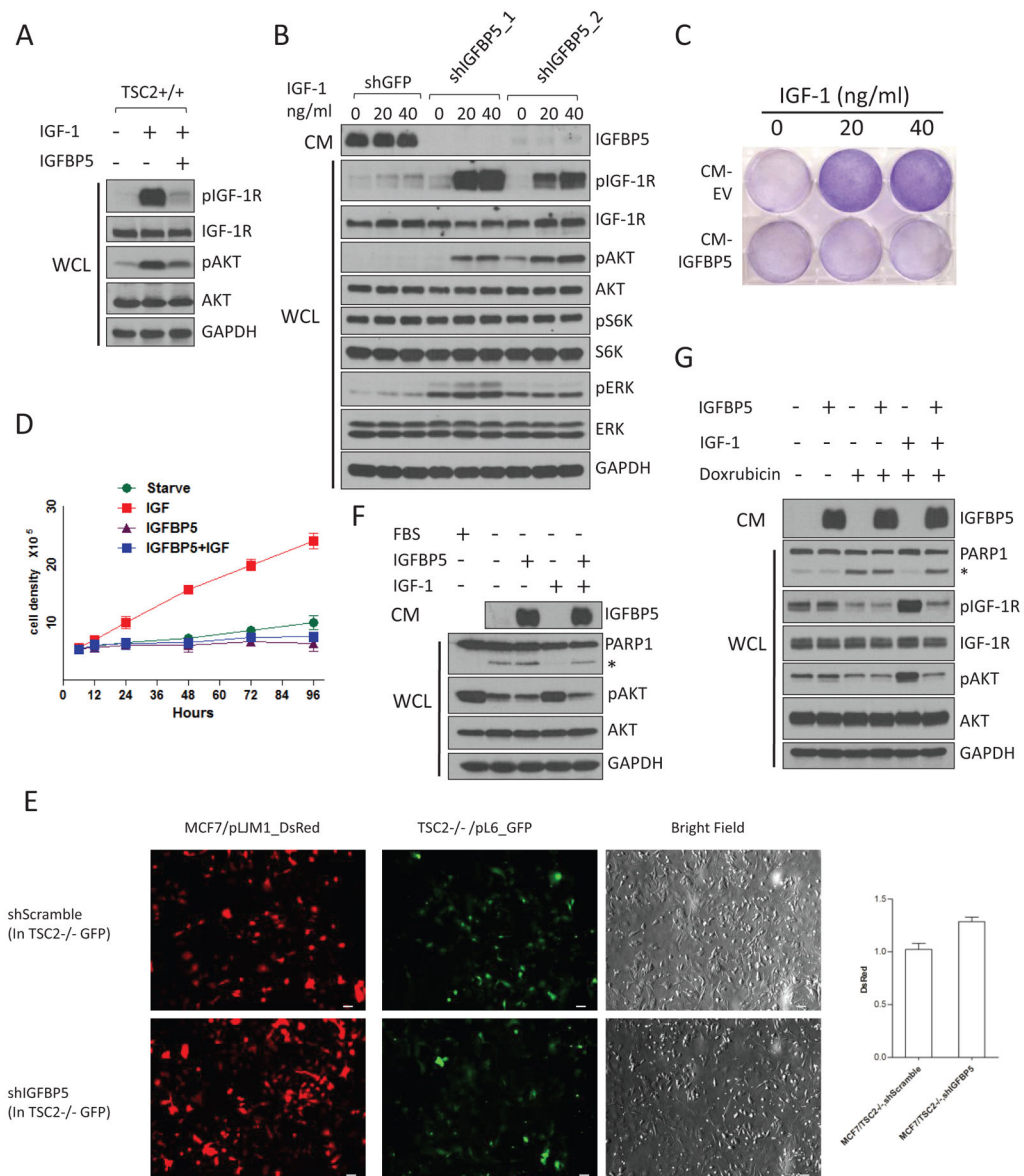 A
TSC2+/+
IGF-1 - + +
IGFBP5 - - +
pIGF-1R
IGF-1R
WCL
pAKT
AKT
GAPDH
B
shGFP shIGFBP5_1 shIGFBP5_2
IGF-1
ng/ml
0 20 40 0 20 40 0 20 40
CM IGFBP5
pIGF-1R
IGF-1R
pAKT
AKT
WCL
pS6K
S6K
pERK
ERK
GAPDH
C
IGF-1 (ng/ml)
0 20 40
CM-
EV
CM-
IGFBP5
D
Starve
IGF
IGFBP5
IGFBP5+IGF
cell density X10^-5
30
20
10
0 12 24 36 48 60 72 84 96
Hours
F
FBS + - - - -
IGFBP5 - - + - +
IGF-1 - - - + +
CM IGFBP5
PARP1
*
WCL
pAKT
AKT
GAPDH
G
IGFBP5 - + - + - +
IGF-1 - - - - + +
Doxrubicin - - + + + +
CM IGFBP5
PARP1
*
pIGF-1R
WCL
IGF-1R
pAKT
AKT
GAPDH
E
MCF7/pLJM1_DsRed TSC2-/- /pL6_GFP Bright Field
shScramble
(In TSC2-/- GFP)
shIGFBP5
(In TSC2-/- GFP)
DsRed
1.5
1.0
0.5
0.0
MCF7/TSC2-/-,shScramble
MCF7/TSC2-/-,shIGFBP5